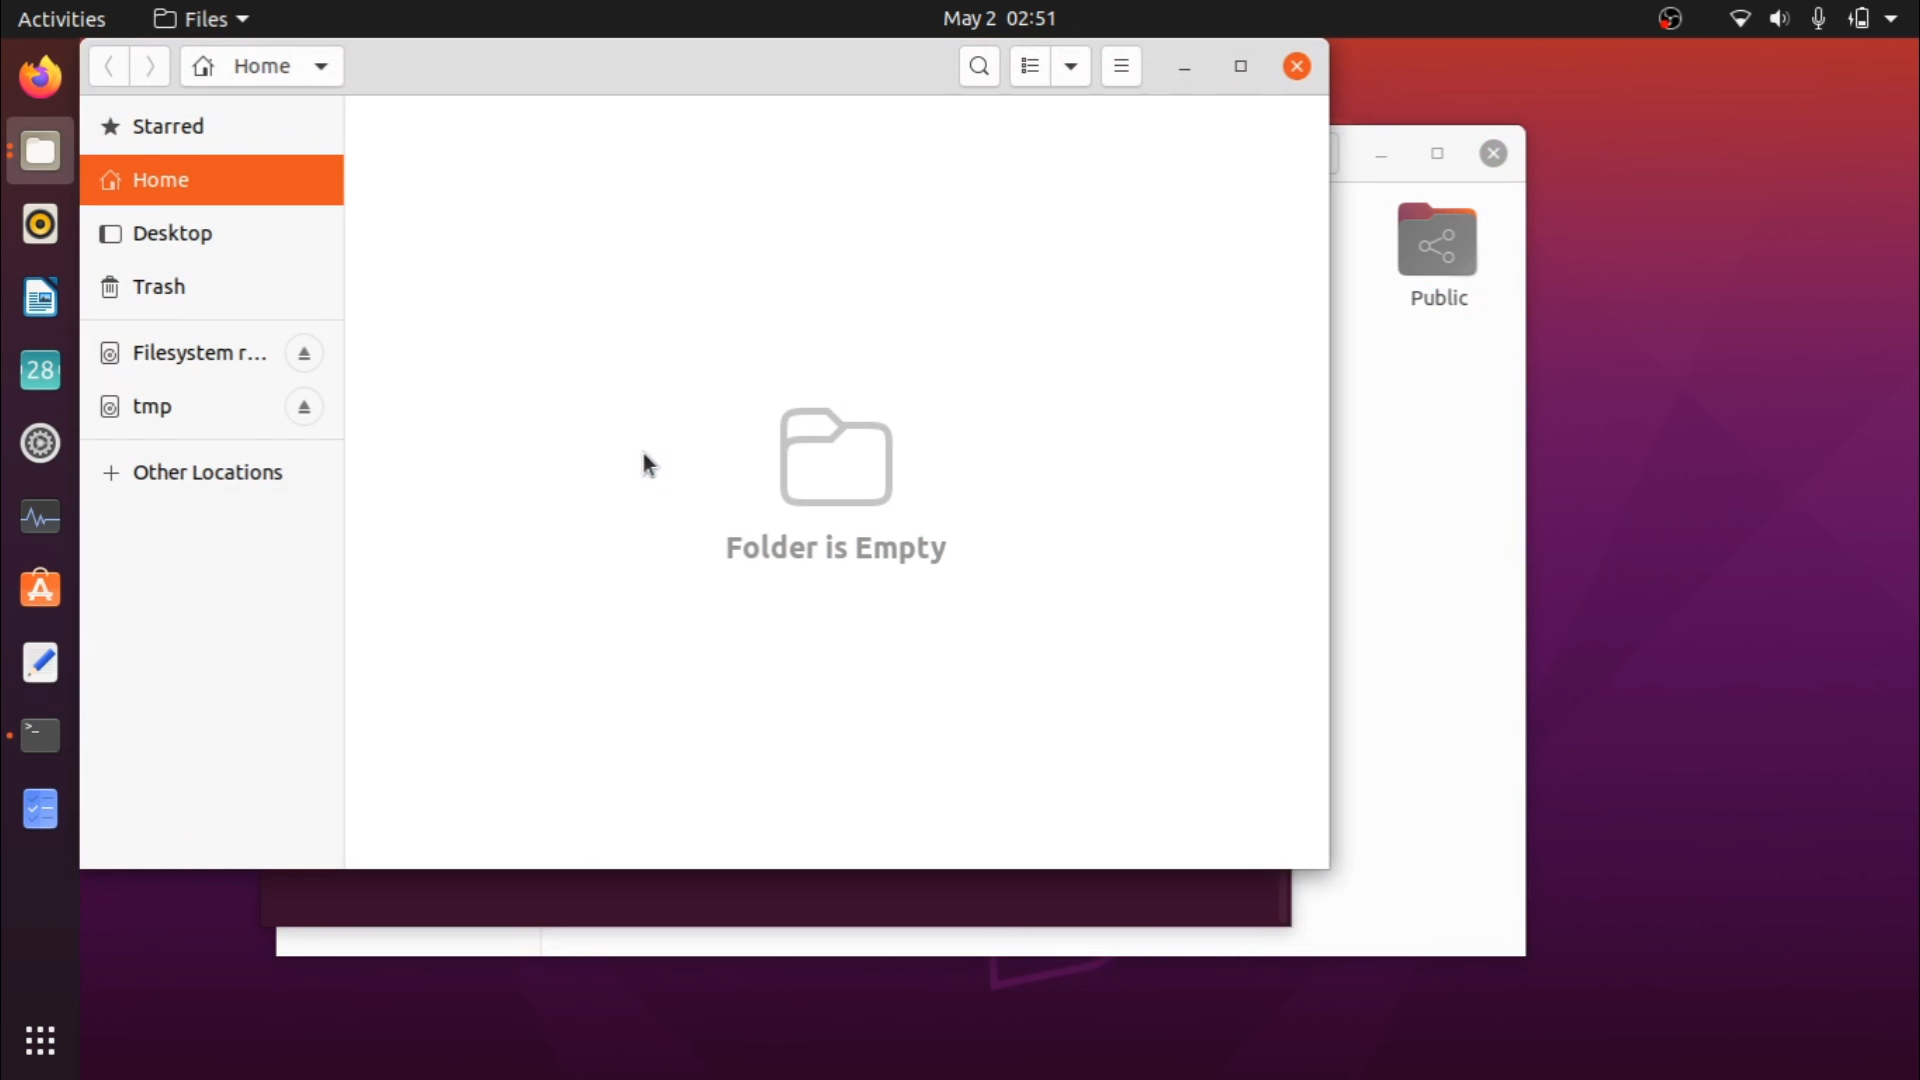 Activities
Files
May 2 02:51
Home
Starred
Home
Desktop
Trash
Filesystem r...
tmp
Other Locations
Folder is Empty
Public
28
>_